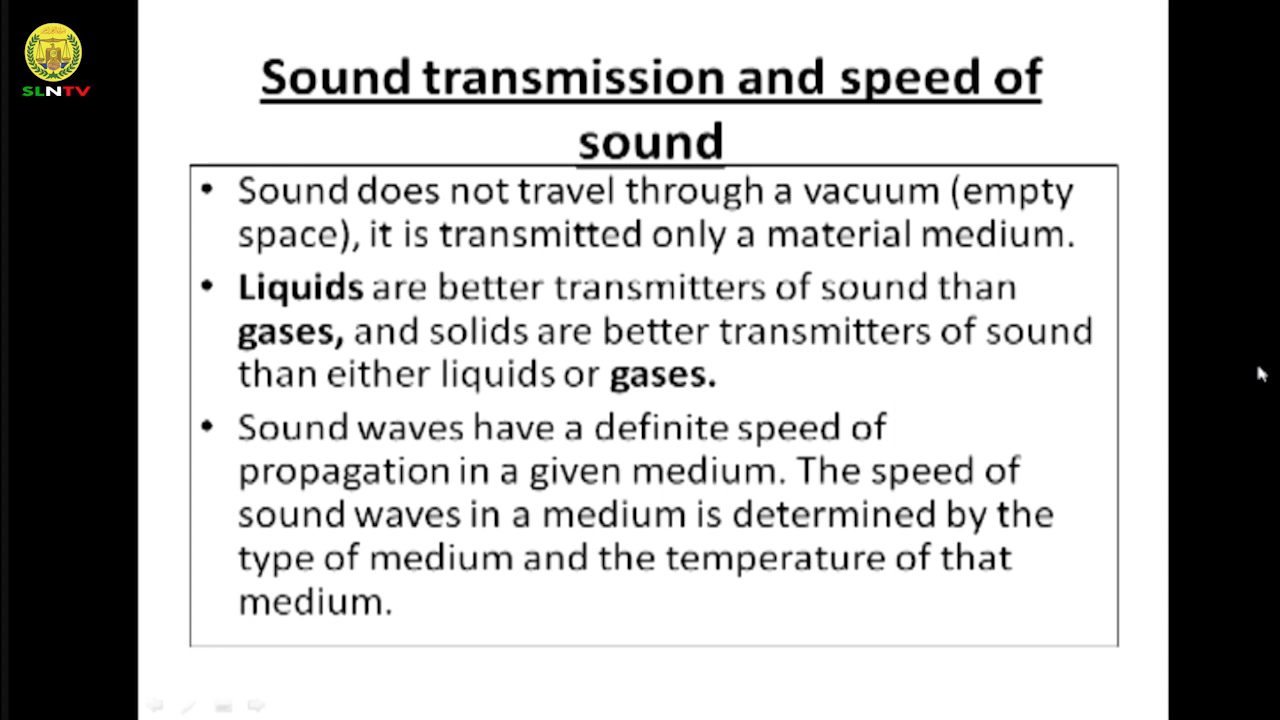 SLNTV
Sound transmission and speed of
sound
• Sound does not travel through a vacuum (empty
space), it is transmitted only a material medium.
• Liquids are better transmitters of sound than
gases, and solids are better transmitters of sound
than either liquids or gases.
• Sound waves have a definite speed of
propagation in a given medium. The speed of
sound waves in a medium is determined by the
type of medium and the temperature of that
medium.